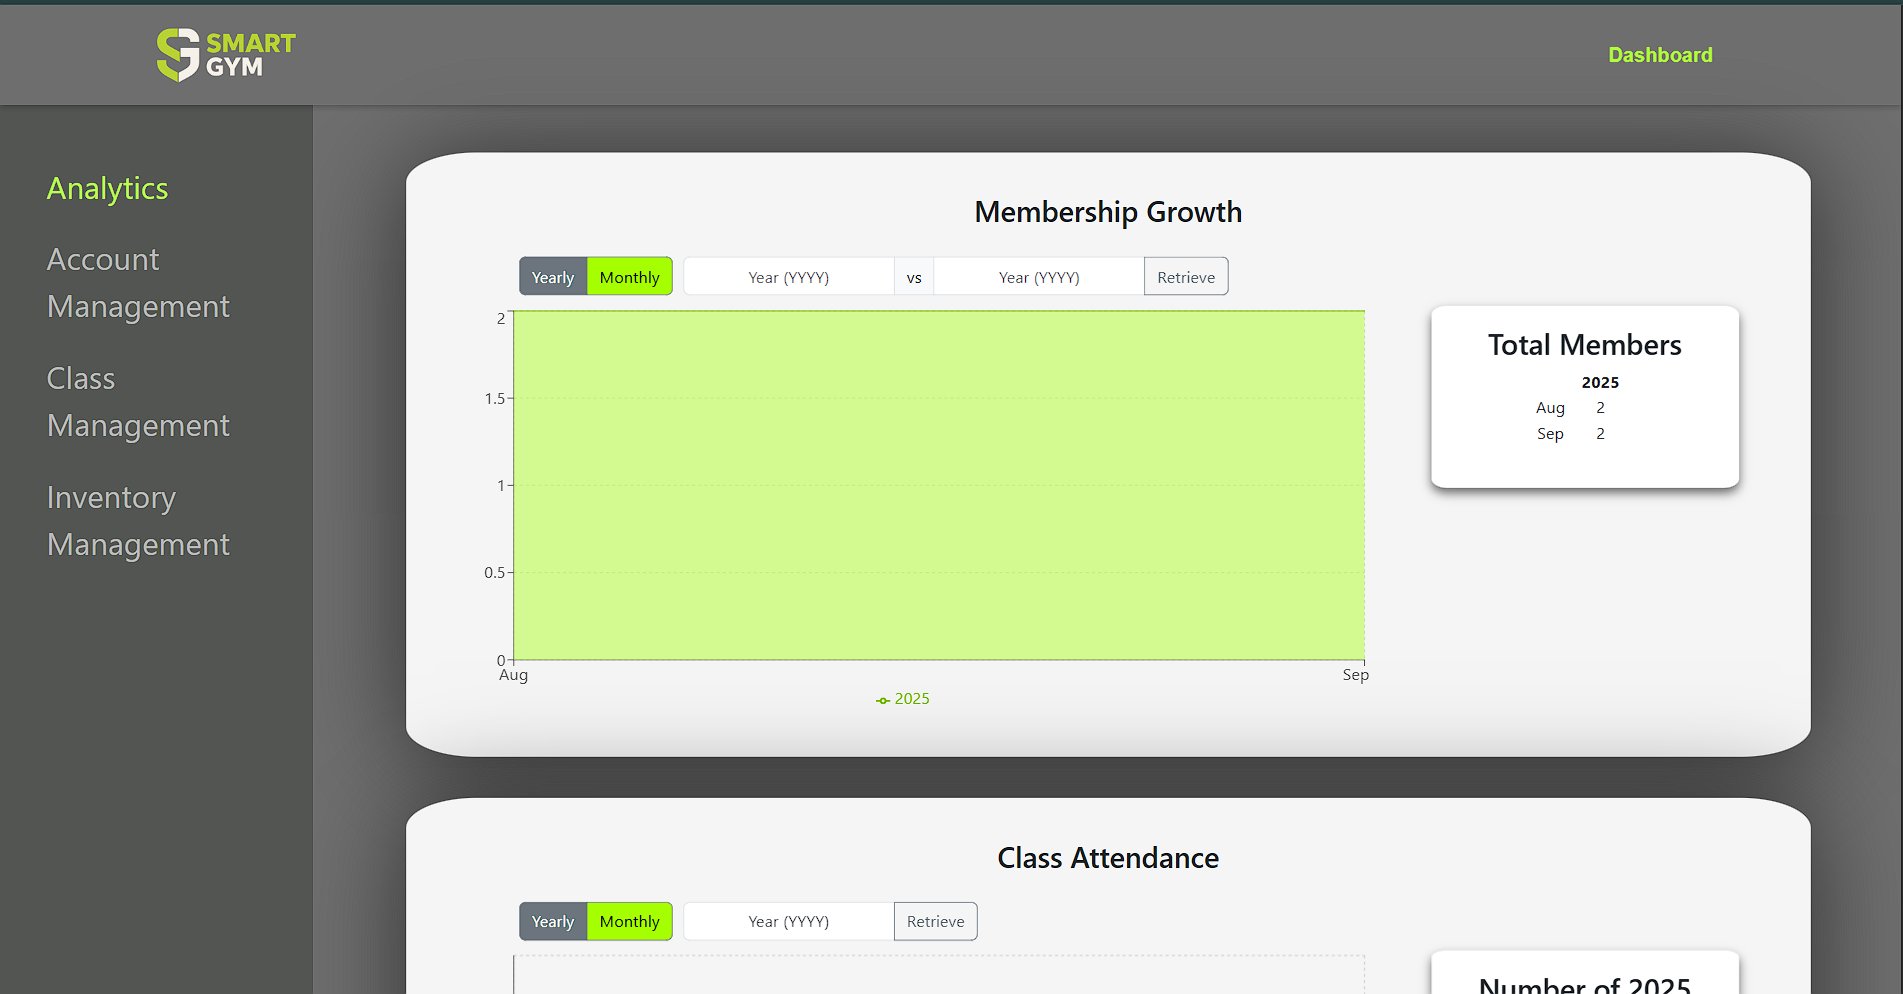 SMART
GYM
Dashboard
Analytics
Account
Management
Class
Management
Inventory
Management
Membership Growth
Yearly Monthly Year (YYYY) vs Year (YYYY) Retrieve
2
1.5
1
0.5
0
Aug Sep
2025
Total Members
2025
Aug 2
Sep 2
Class Attendance
Yearly Monthly Year (YYYY) Retrieve
Number of 2025